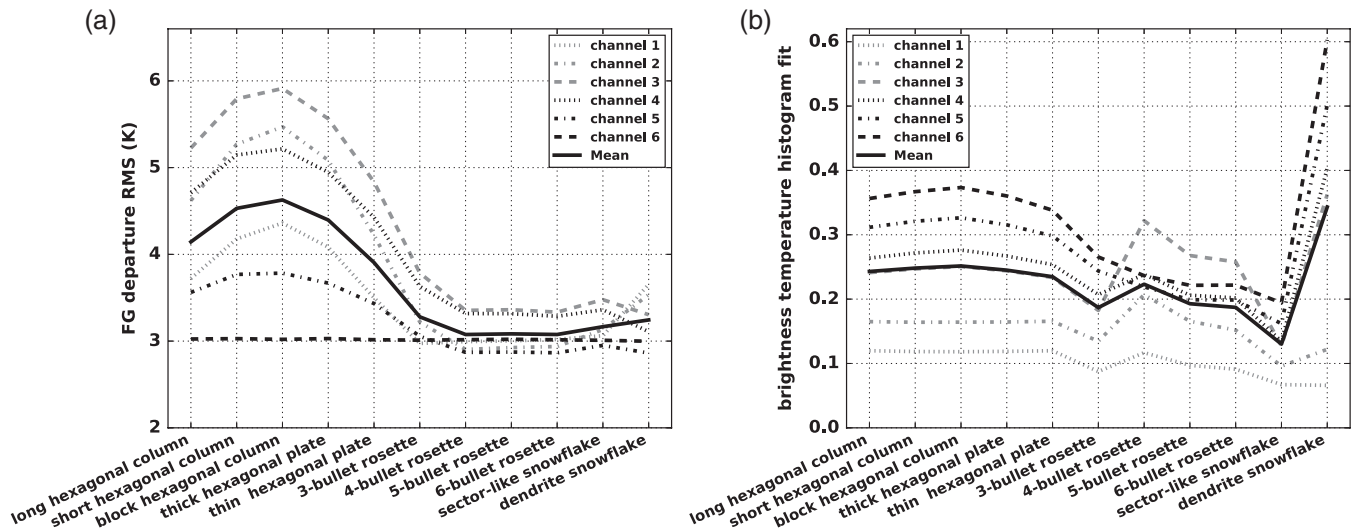 (a)
FG departure RMS (K)
6
5
4
3
2
channel 1
channel 2
channel 3
channel 4
channel 5
channel 6
Mean
long hexagonal column
short hexagonal column
block hexagonal column
thick hexagonal plate
thin hexagonal plate
3-bullet rosette
4-bullet rosette
5-bullet rosette
6-bullet rosette
sector-like snowflake
dendrite snowflake
(b)
brightness temperature histogram fit
0.6
0.5
0.4
0.3
0.2
0.1
0.0
channel 1
channel 2
channel 3
channel 4
channel 5
channel 6
Mean
long hexagonal column
short hexagonal column
block hexagonal column
thick hexagonal plate
thin hexagonal plate
3-bullet rosette
4-bullet rosette
5-bullet rosette
6-bullet rosette
sector-like snowflake
dendrite snowflake